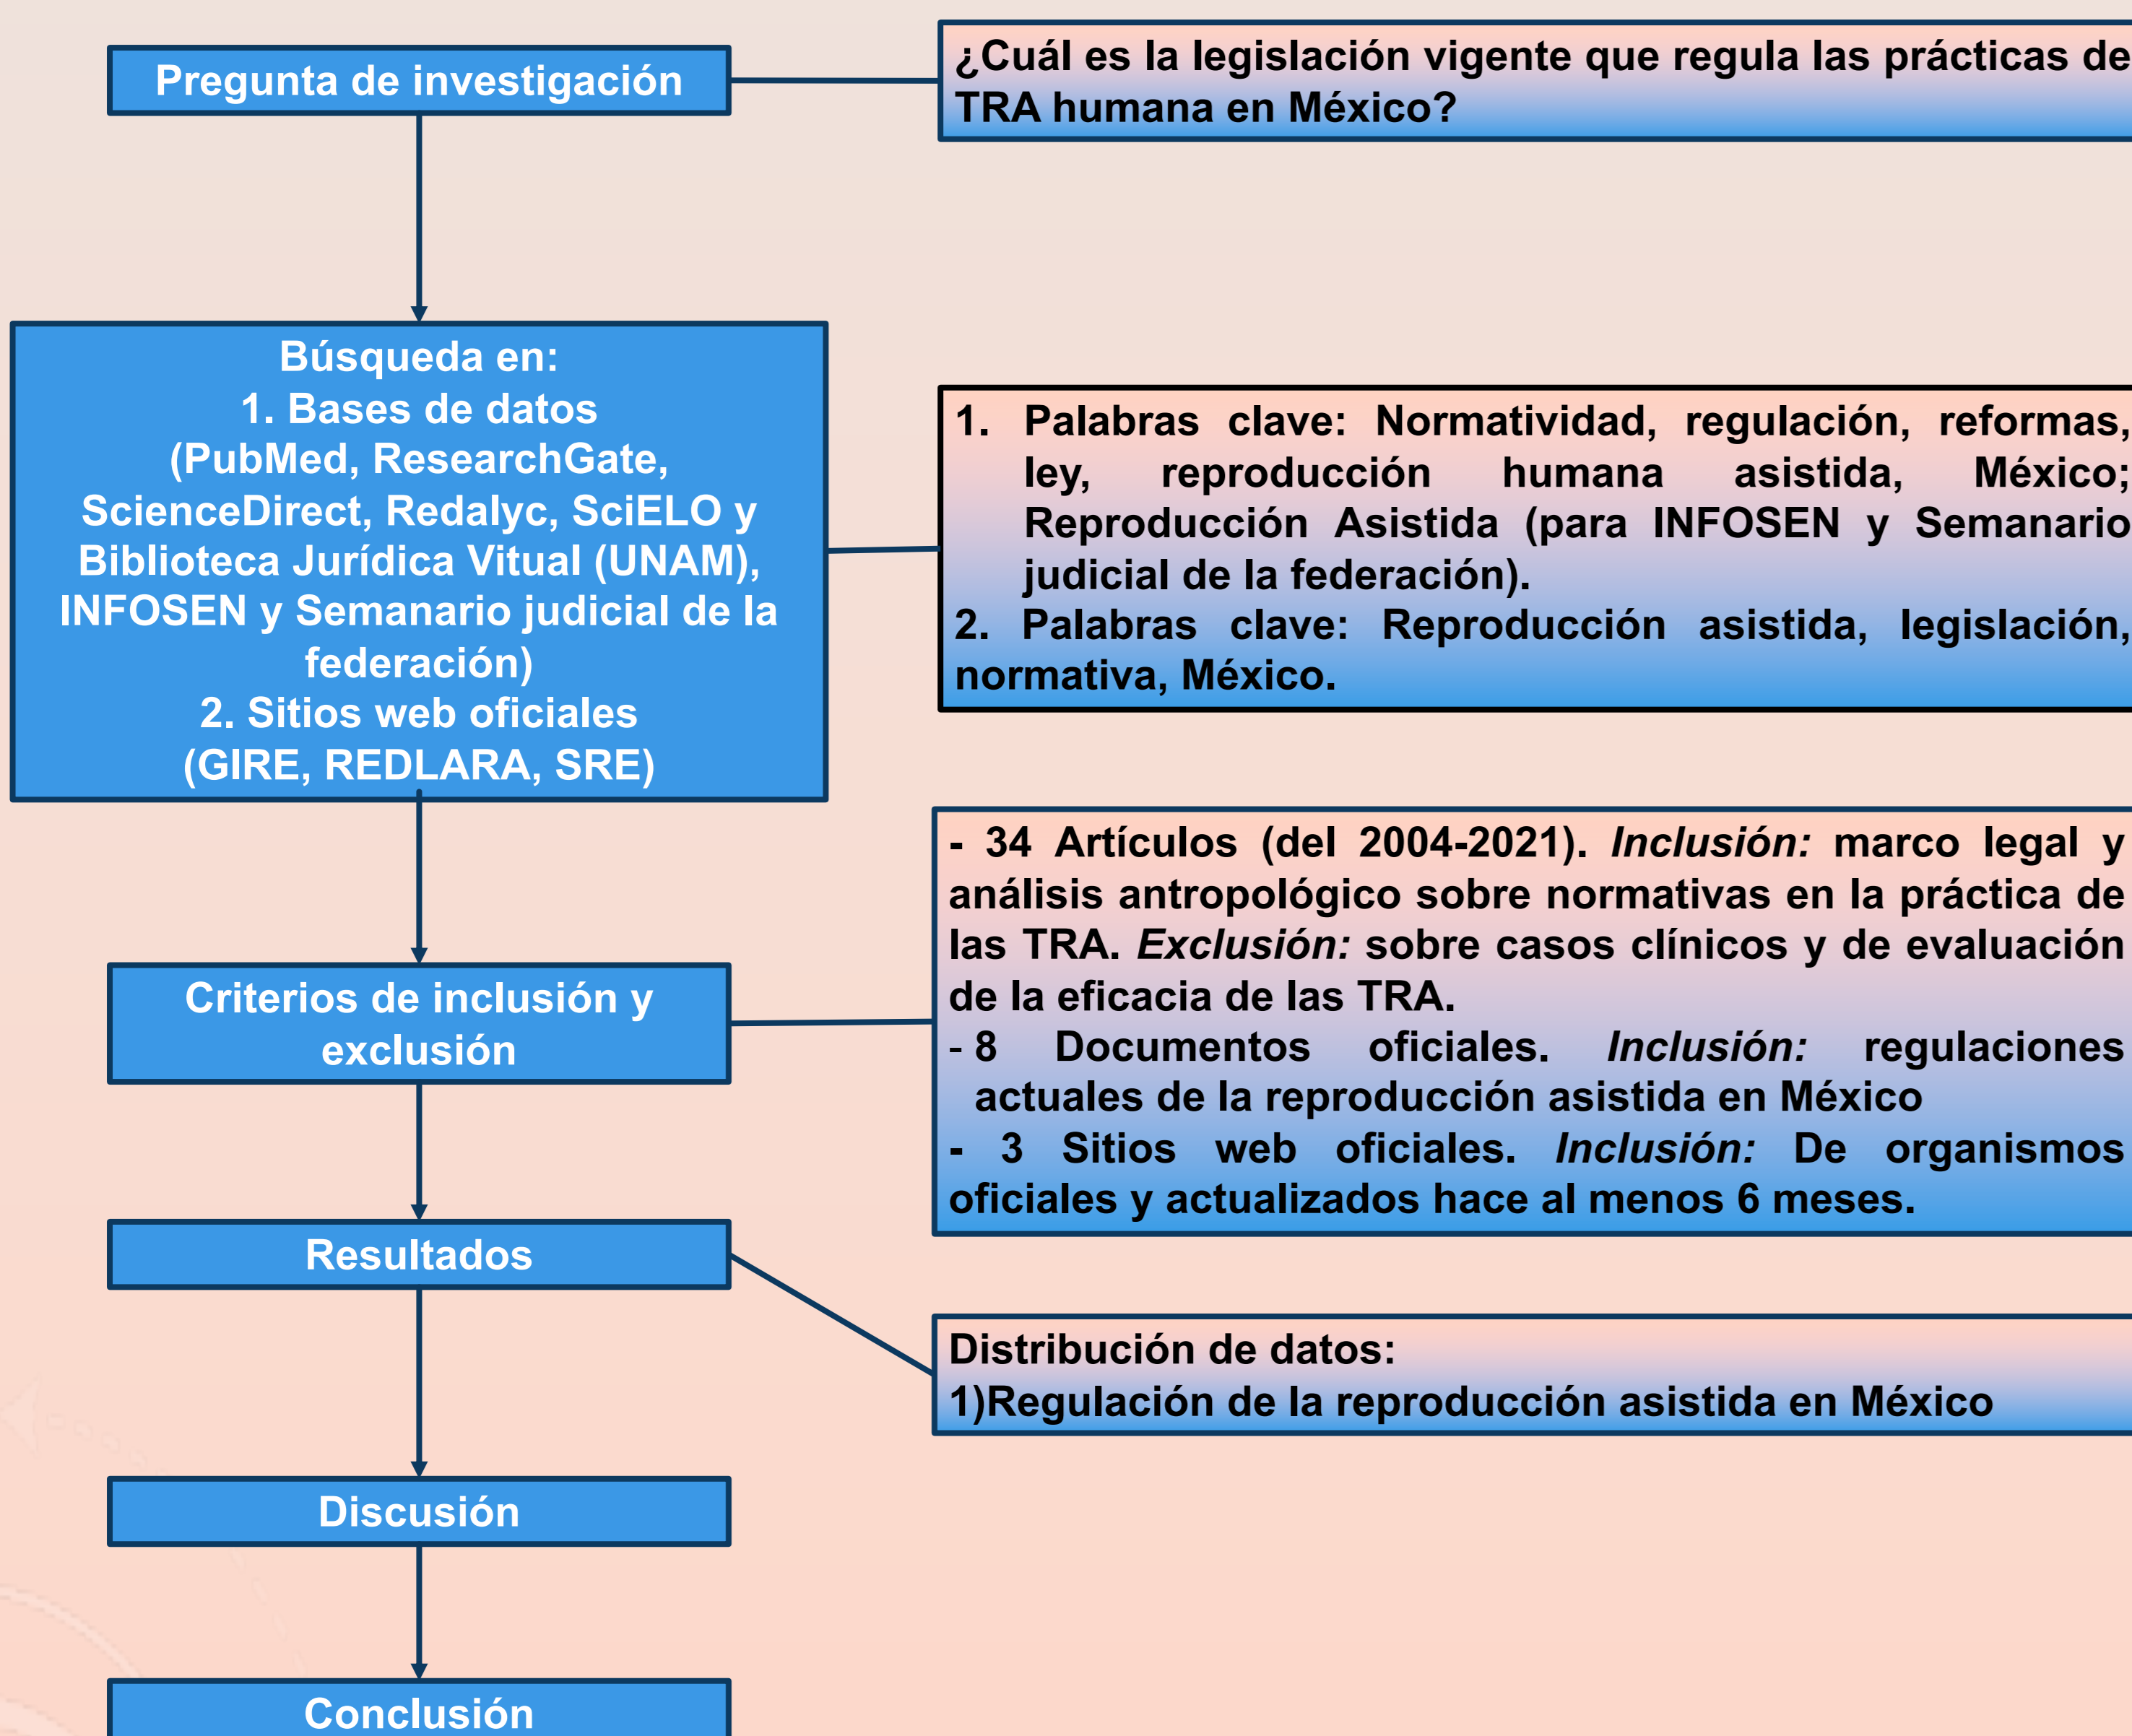 Pregunta de investigación
¿Cuál es la legislación vigente que regula las prácticas de
TRA humana en México?
Búsqueda en:
1. Bases de datos
(PubMed, ResearchGate,
ScienceDirect, Redalyc, SciELO y
Biblioteca Jurídica Vitual (UNAM),
INFOSEN y Semanario judicial de la
federación)
2. Sitios web oficiales
(GIRE, REDLARA, SRE)
1. Palabras clave: Normatividad, regulación, reformas,
ley, reproducción humana asistida, México;
Reproducción Asistida (para INFOSEN y Semanario
judicial de la federación).
2. Palabras clave: Reproducción asistida, legislación,
normativa, México.
Criterios de inclusión y
exclusión
- 34 Artículos (del 2004-2021). Inclusión: marco legal y
análisis antropológico sobre normativas en la práctica de
las TRA. Exclusión: sobre casos clínicos y de evaluación
de la eficacia de las TRA.
- 8 Documentos oficiales. Inclusión: regulaciones
actuales de la reproducción asistida en México
- 3 Sitios web oficiales. Inclusión: De organismos
oficiales y actualizados hace al menos 6 meses.
Resultados
Distribución de datos:
1)Regulación de la reproducción asistida en México
Discusión
Conclusión